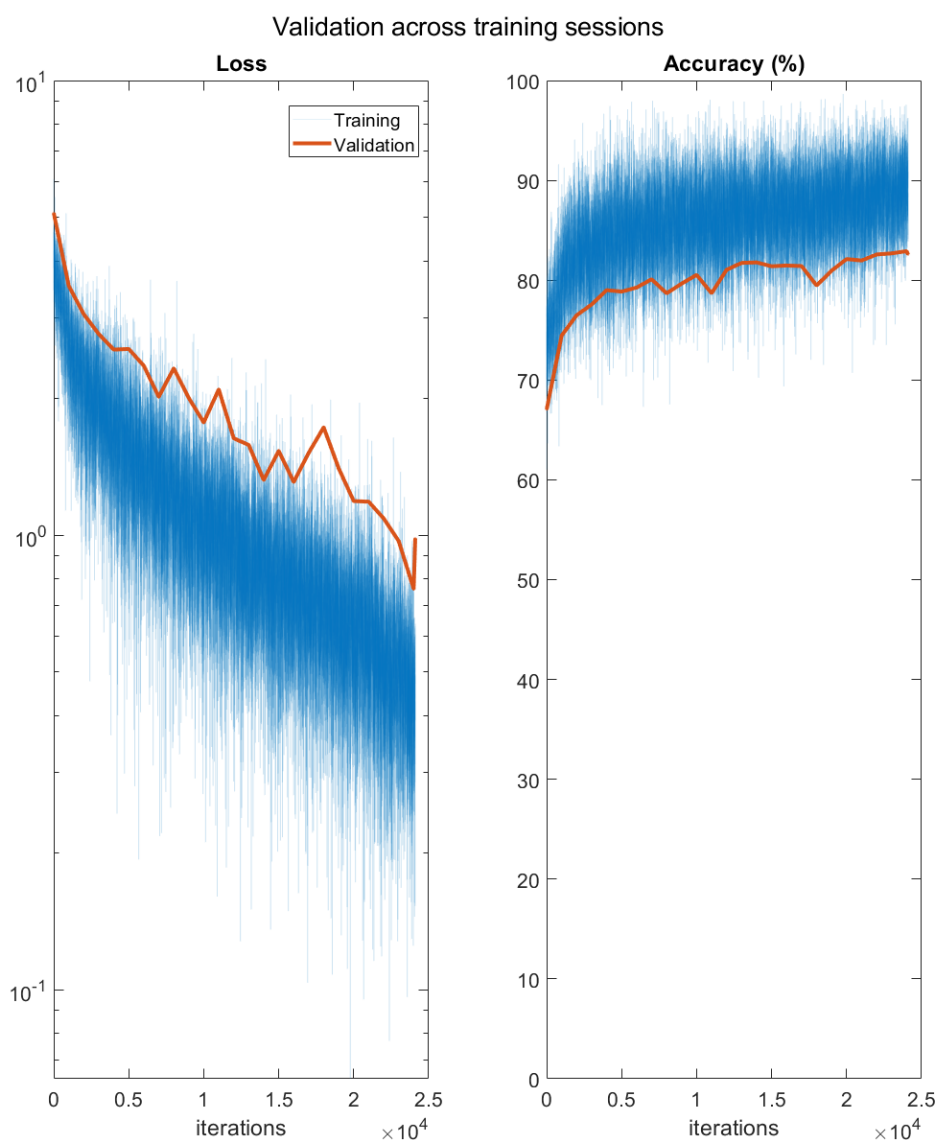 Validation across training sessions
Loss
10^1
10^0
10^-1
Training
Validation
0 0.5 1 1.5 2 2.5
iterations
×10^4
Accuracy (%)
100
90
80
70
60
50
40
30
20
10
0
0 0.5 1 1.5 2 2.5
iterations
×10^4